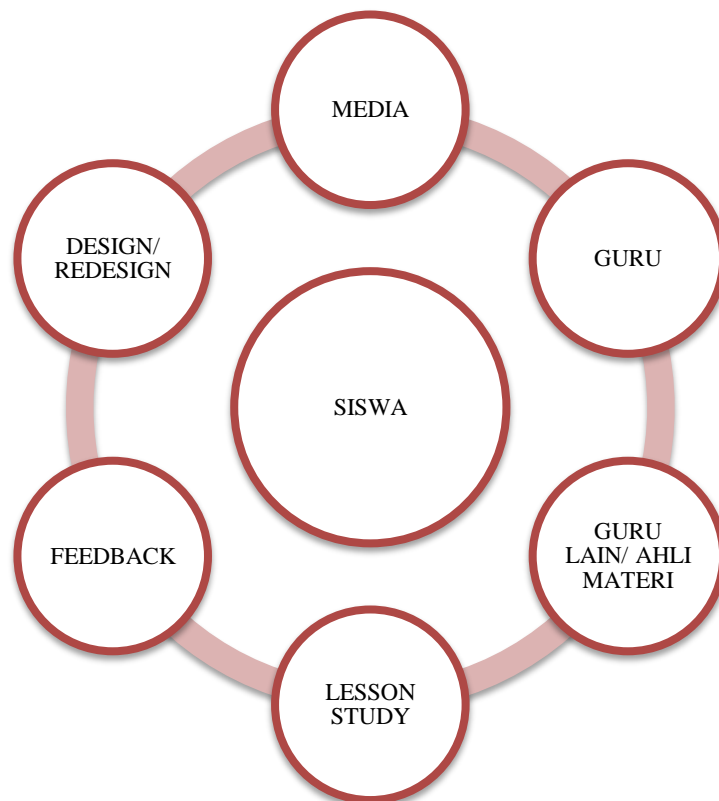 MEDIA
GURU
GURU
LAIN/ AHLI
MATERI
LESSON
STUDY
FEEDBACK
DESIGN/
REDESIGN
SISWA